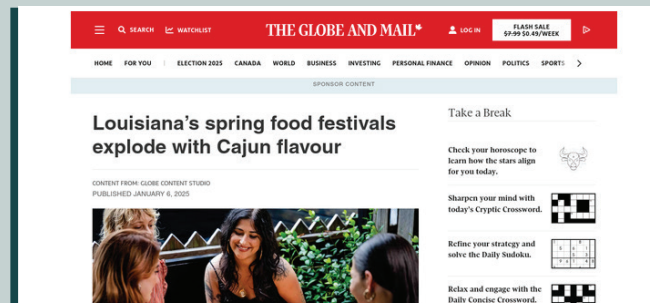 SEARCH WATCHLIST THE GLOBE AND MAIL LOG IN FLASH SALE
$7.99 $0.49/WEEK
HOME FOR YOU ELECTION 2025 CANADA WORLD BUSINESS INVESTING PERSONAL FINANCE OPINION POLITICS SPORTS
SPONSOR CONTENT
Louisiana's spring food festivals
explode with Cajun flavour
CONTENT FROM: GLOBE CONTENT STUDIO
PUBLISHED JANUARY 6, 2025
Take a Break
Check your horoscope to
learn how the stars align
for you today.
Sharpen your mind with
today's Cryptic Crossword.
Refine your strategy and
solve the Daily Sudoku.
Relax and engage with the
Daily Concise Crossword.